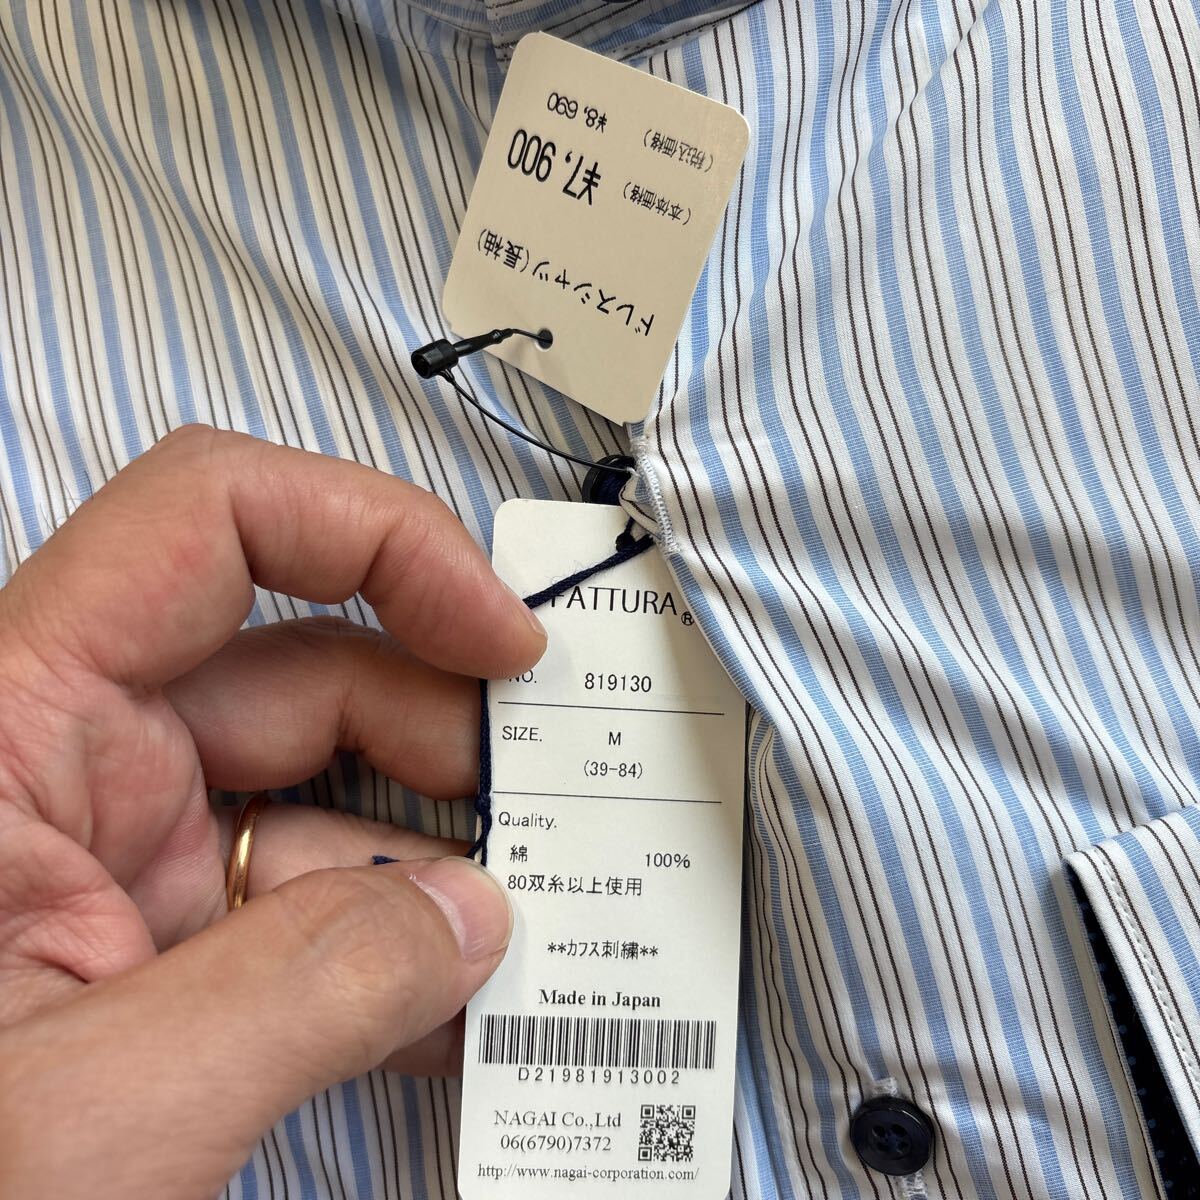 ドレスシャツ(長袖)
(本体価格) ¥7,900
(税込価格) ¥8,690
FATTURA®
NO. 819130
SIZE. M
(39-84)
Quality.
綿 100%
80双糸以上使用
**カフス刺繍**
Made in Japan
D21981913002
NAGAI Co.,Ltd
06(6790)7372
http://www.nagai-corporation.com/